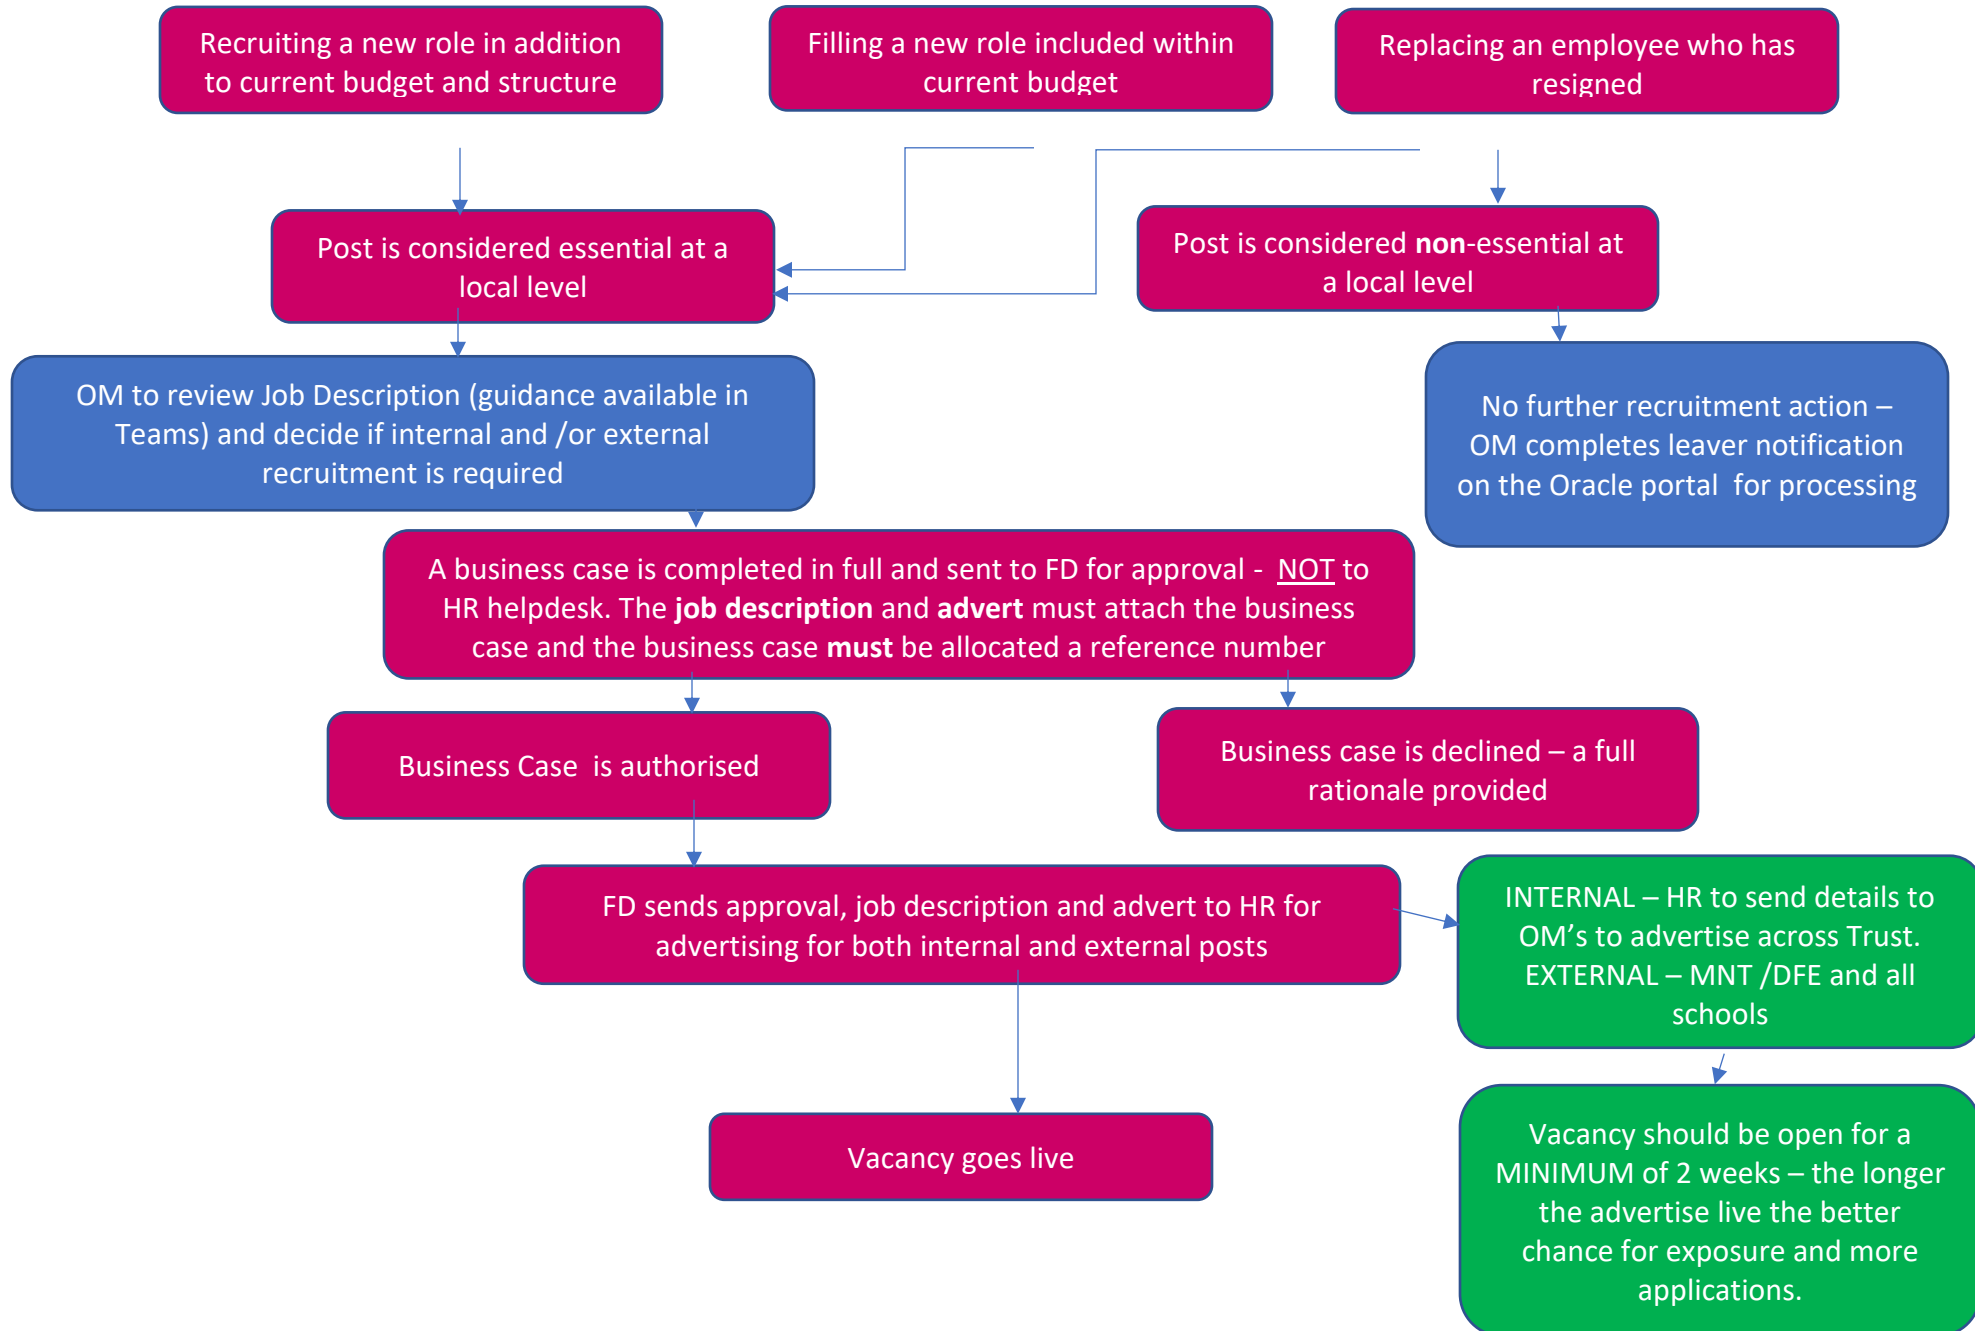 Recruiting a new role in addition
to current budget and structure
Filling a new role included within
current budget
Replacing an employee who has
resigned
Post is considered essential at a
local level
Post is considered non-essential at
a local level
OM to review Job Description (guidance available in
Teams) and decide if internal and /or external
recruitment is required
No further recruitment action –
OM completes leaver notification
on the Oracle portal  for processing
A business case is completed in full and sent to FD for approval -  NOT to
HR helpdesk. The job description and advert must attach the business
case and the business case must be allocated a reference number
Business Case  is authorised
Business case is declined – a full
rationale provided
FD sends approval, job description and advert to HR for
advertising for both internal and external posts
INTERNAL – HR to send details to
OM’s to advertise across Trust.
EXTERNAL – MNT /DFE and all
schools
Vacancy goes live
Vacancy should be open for a
MINIMUM of 2 weeks – the longer
the advertise live the better
chance for exposure and more
applications.